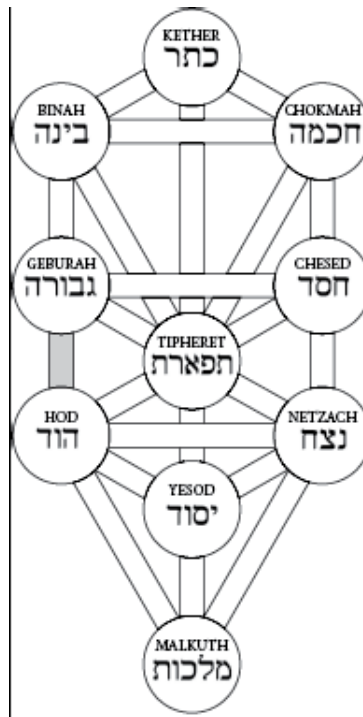 KETHER
כתר
BINAH
בינה
CHOKMAH
חכמה
GEBURAH
גבורה
CHESED
חסד
TIPHERET
תפארת
HOD
הוד
NETZACH
נצח
YESOD
יסוד
MALKUTH
מלכות